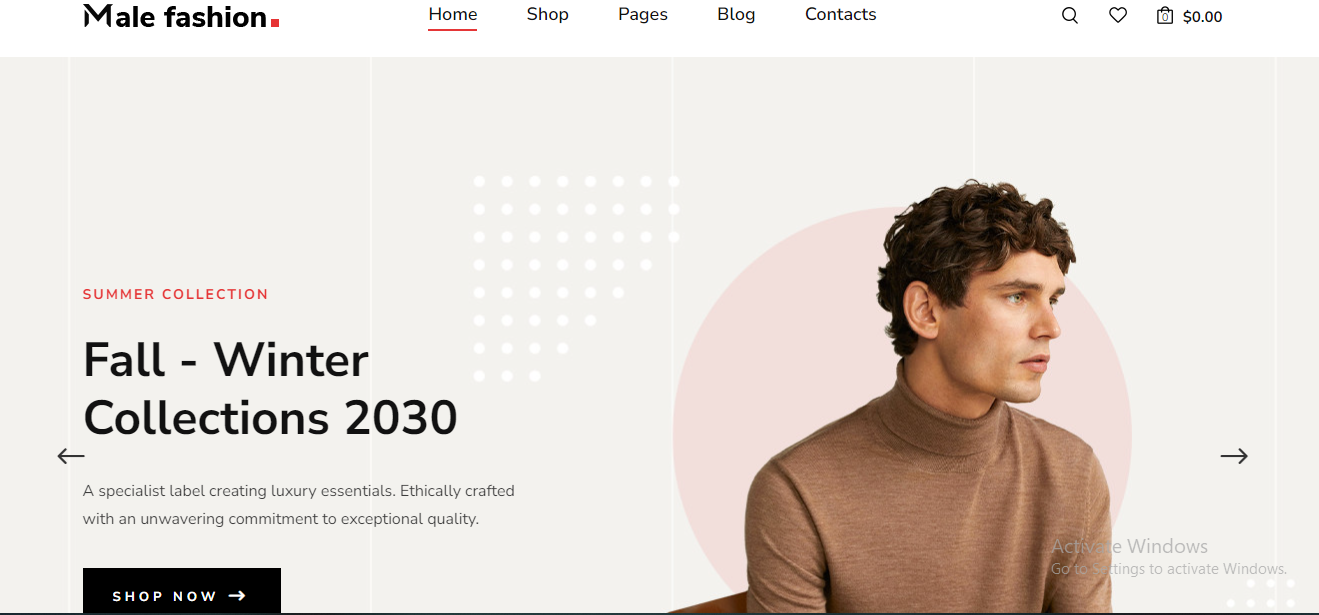 Male fashion.
Home Shop Pages Blog Contacts
0 $0.00
SUMMER COLLECTION
Fall - Winter
Collections 2030
A specialist label creating luxury essentials. Ethically crafted
with an unwavering commitment to exceptional quality.
SHOP NOW
Activate Windows
Go to Settings to activate Windows.